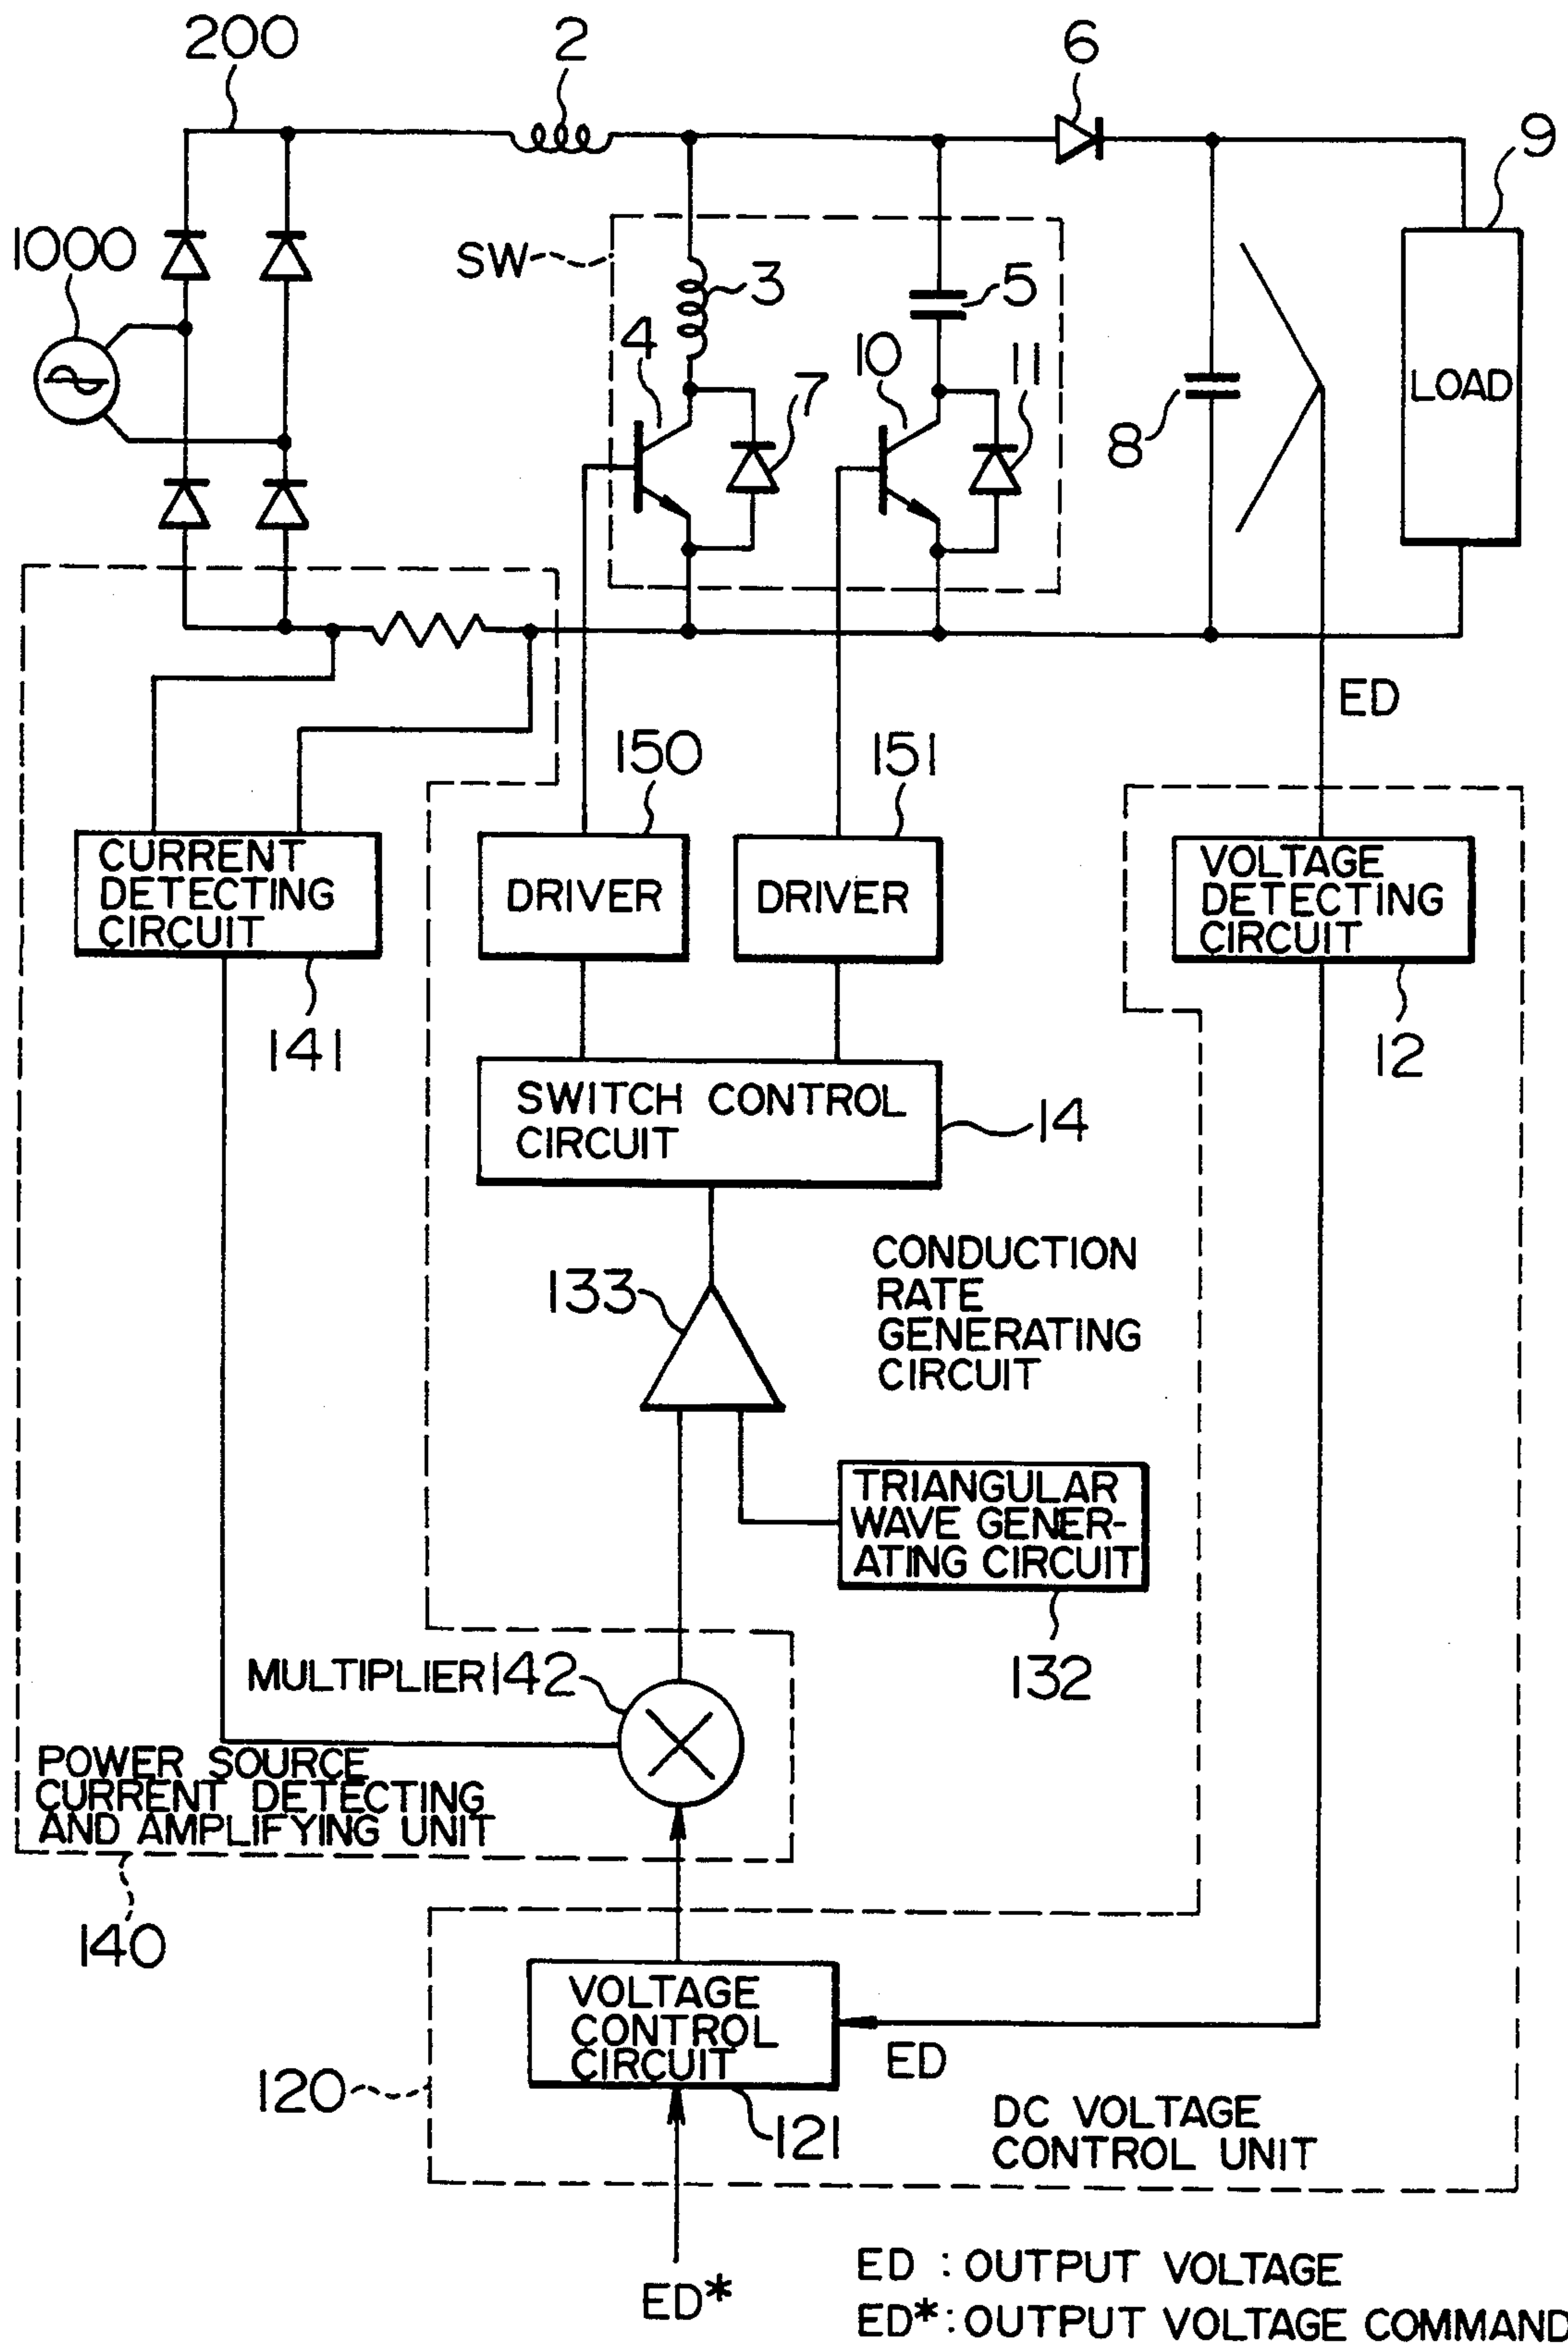 200
2
6
9
1000
SW
3
5
4
10
7
11
8
LOAD
ED
150
151
CURRENT
DETECTING
CIRCUIT
DRIVER
DRIVER
VOLTAGE
DETECTING
CIRCUIT
141
12
SWITCH CONTROL
CIRCUIT
14
133
CONDUCTION
RATE
GENERATING
CIRCUIT
TRIANGULAR
WAVE GENER-
ATING CIRCUIT
132
MULTIPLIER 142
POWER SOURCE
CURRENT DETECTING
AND AMPLIFYING UNIT
140
VOLTAGE
CONTROL
CIRCUIT
ED
120
121
DC VOLTAGE
CONTROL UNIT
ED*
ED : OUTPUT VOLTAGE
ED* : OUTPUT VOLTAGE COMMAND